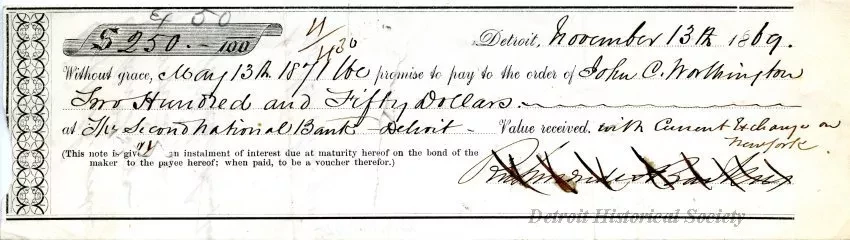 $250.— 100
Detroit, November 13th 1869.
Without grace, May 13th 1871 We promise to pay to the order of John C. Worthington
Two Hundred and Fifty Dollars.
at The Second National Bank – Detroit – Value received. with Current Exchange on
New York
(This note is given an instalment of interest due at maturity hereof on the bond of the
maker to the payee hereof; when paid, to be a voucher therefor.)
Detroit Historical Society